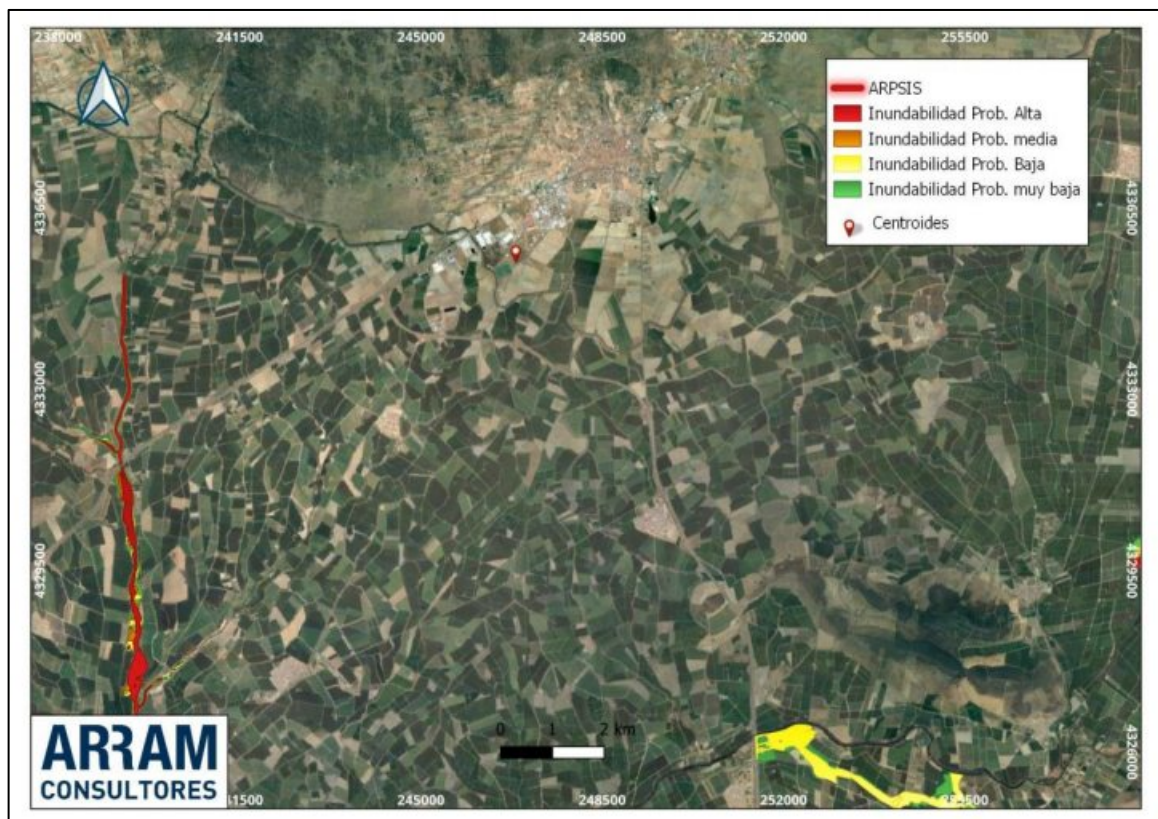 238000 241500 245000 248500 252000 255500
ARPSIS
Inundabilidad Prob. Alta
Inundabilidad Prob. media
Inundabilidad Prob. Baja
Inundabilidad Prob. muy baja
Centroides
4336500 4336500
4333000 4333000
4329500 4329500
4326000
0 1 2 km
ARRAM
CONSULTORES
241500 245000 248500 252000 255500